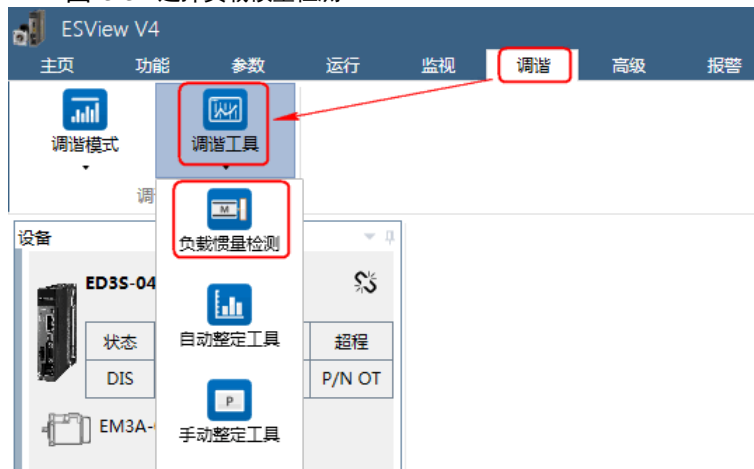 ESView V4
主页 功能 参数 运行 监视 调谐 高级 报警
调谐模式 调谐工具
调
M
负载惯量检测
设备
ED3S-04
自动整定工具
状态 超程
DIS P/N OT
P
EM3A-
手动整定工具